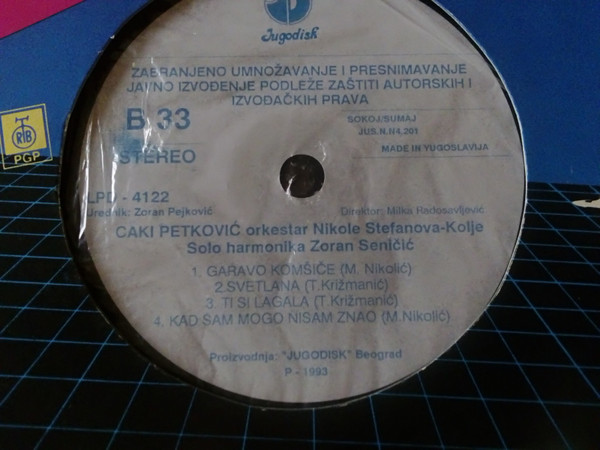 Jugodisk
ZABRANJENO UMNOŽAVANJE I PRESNIMAVANJE
JAVNO IZVOĐENJE PODLEŽE ZAŠTITI AUTORSKIH I
IZVOĐAČKIH PRAVA
B 33
SOKOJ/SUMAJ
JUS.N.N4.201
STEREO
MADE IN YUGOSLAVIJA
LPD - 4122
Urednik: Zoran Pejković
Direktor: Milka Radosavljević
CAKI PETKOVIĆ orkestar Nikole Stefanova-Kolje
Solo harmonika Zoran Seničić
1. GARAVO KOMŠIČE (M. Nikolić)
2.SVETLANA (T.Križmanić)
3. TI SI LAGALA (T.Križmanić)
4. KAD SAM MOGO NISAM ZNAO (M.Nikolić)
Proizvodnja: "JUGODISK" Beograd
P - 1993
RTB
PGP